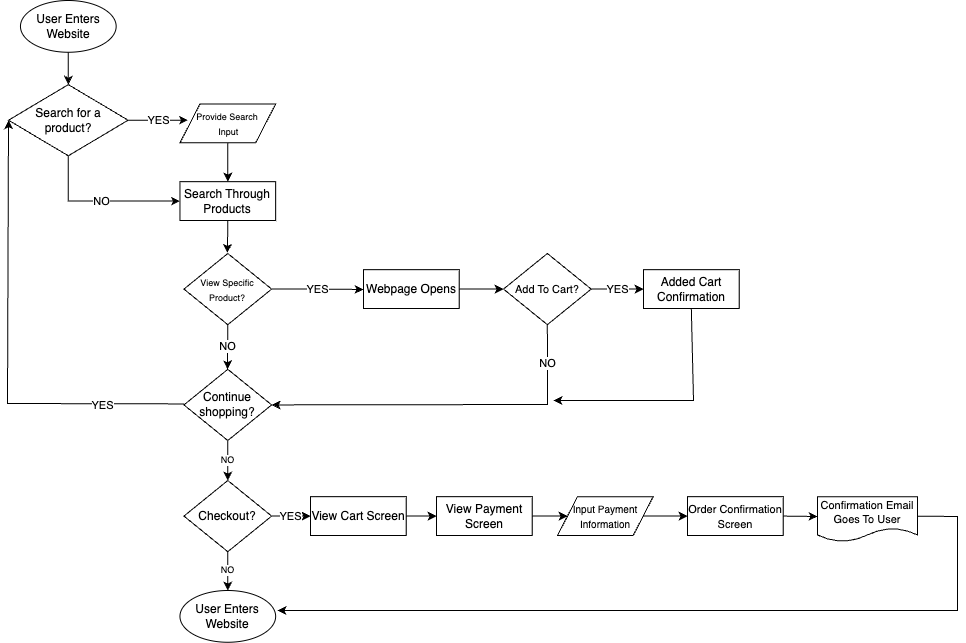 User Enters
Website
Search for a
product?
YES
Provide Search
Input
NO
Search Through
Products
View Specific
Product?
YES
Webpage Opens
Add To Cart?
YES
Added Cart
Confirmation
NO
NO
Continue
shopping?
YES
NO
Checkout?
YES
View Cart Screen
View Payment
Screen
Input Payment
Information
Order Confirmation
Screen
Confirmation Email
Goes To User
NO
User Enters
Website